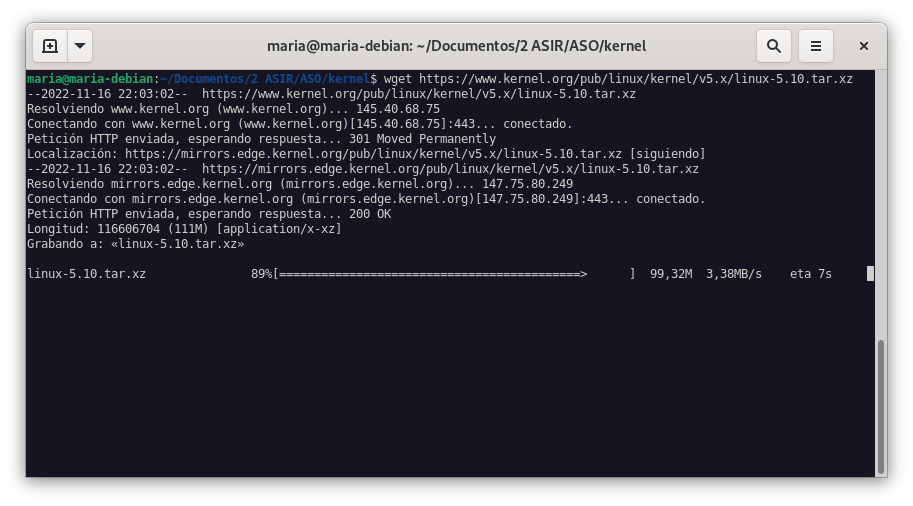 maria@maria-debian: ~/Documentos/2 ASIR/ASO/kernel
maria@maria-debian:~/Documentos/2 ASIR/ASO/kernel$ wget https://www.kernel.org/pub/linux/kernel/v5.x/linux-5.10.tar.xz
--2022-11-16 22:03:02--  https://www.kernel.org/pub/linux/kernel/v5.x/linux-5.10.tar.xz
Resolviendo www.kernel.org (www.kernel.org)... 145.40.68.75
Conectando con www.kernel.org (www.kernel.org)[145.40.68.75]:443... conectado.
Petición HTTP enviada, esperando respuesta... 301 Moved Permanently
Localización: https://mirrors.edge.kernel.org/pub/linux/kernel/v5.x/linux-5.10.tar.xz [siguiendo]
--2022-11-16 22:03:02--  https://mirrors.edge.kernel.org/pub/linux/kernel/v5.x/linux-5.10.tar.xz
Resolviendo mirrors.edge.kernel.org (mirrors.edge.kernel.org)... 147.75.80.249
Conectando con mirrors.edge.kernel.org (mirrors.edge.kernel.org)[147.75.80.249]:443... conectado.
Petición HTTP enviada, esperando respuesta... 200 OK
Longitud: 116606704 (111M) [application/x-xz]
Grabando a: «linux-5.10.tar.xz»
linux-5.10.tar.xz               89%[===========================================>      ]  99,32M  3,38MB/s    eta 7s